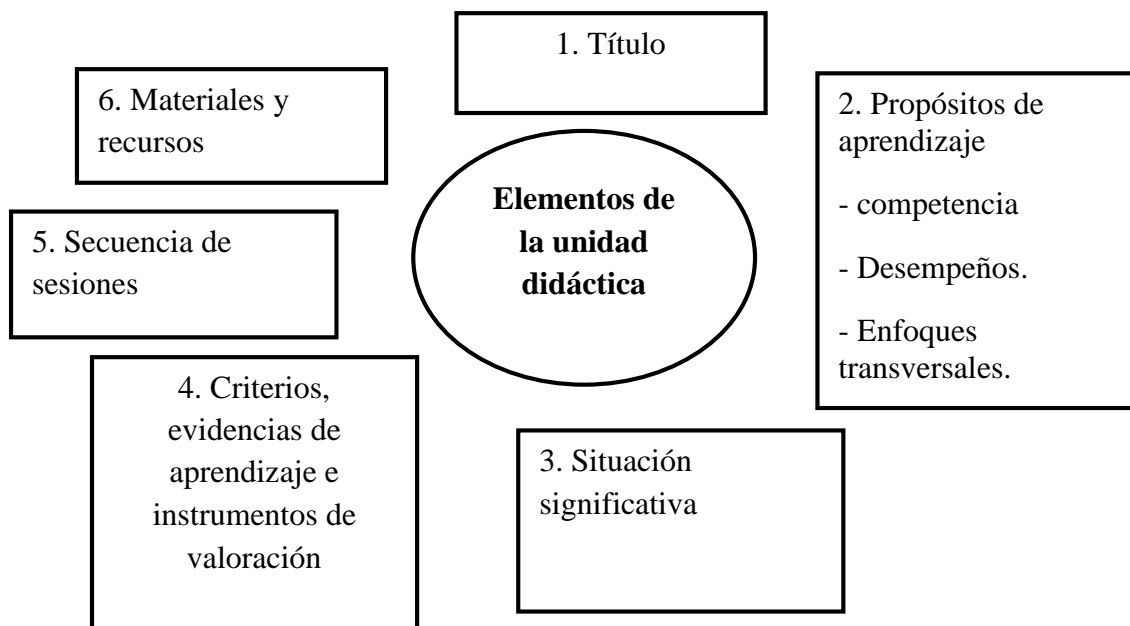 1. Título
2. Propósitos de
aprendizaje
- competencia
- Desempeños.
- Enfoques
transversales.
3. Situación
significativa
4. Criterios,
evidencias de
aprendizaje e
instrumentos de
valoración
5. Secuencia de
sesiones
6. Materiales y
recursos
Elementos de
la unidad
didáctica